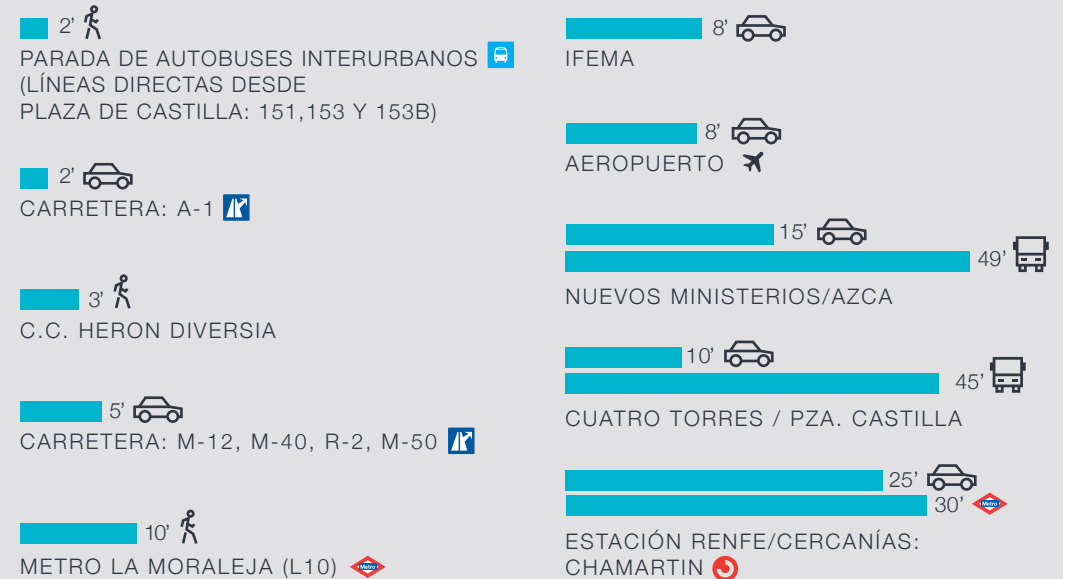 2’
PARADA DE AUTOBUSES INTERURBANOS
(LÍNEAS DIRECTAS DESDE
PLAZA DE CASTILLA: 151,153 Y 153B)
2’
CARRETERA: A-1
3’
C.C. HERON DIVERSIA
5’
CARRETERA: M-12, M-40, R-2, M-50
10’
METRO LA MORALEJA (L10)
Metro
8’
IFEMA
8’
AEROPUERTO
15’
49’
NUEVOS MINISTERIOS/AZCA
10’
45’
CUATRO TORRES / PZA. CASTILLA
25’
30’
Metro
ESTACIÓN RENFE/CERCANÍAS:
CHAMARTIN